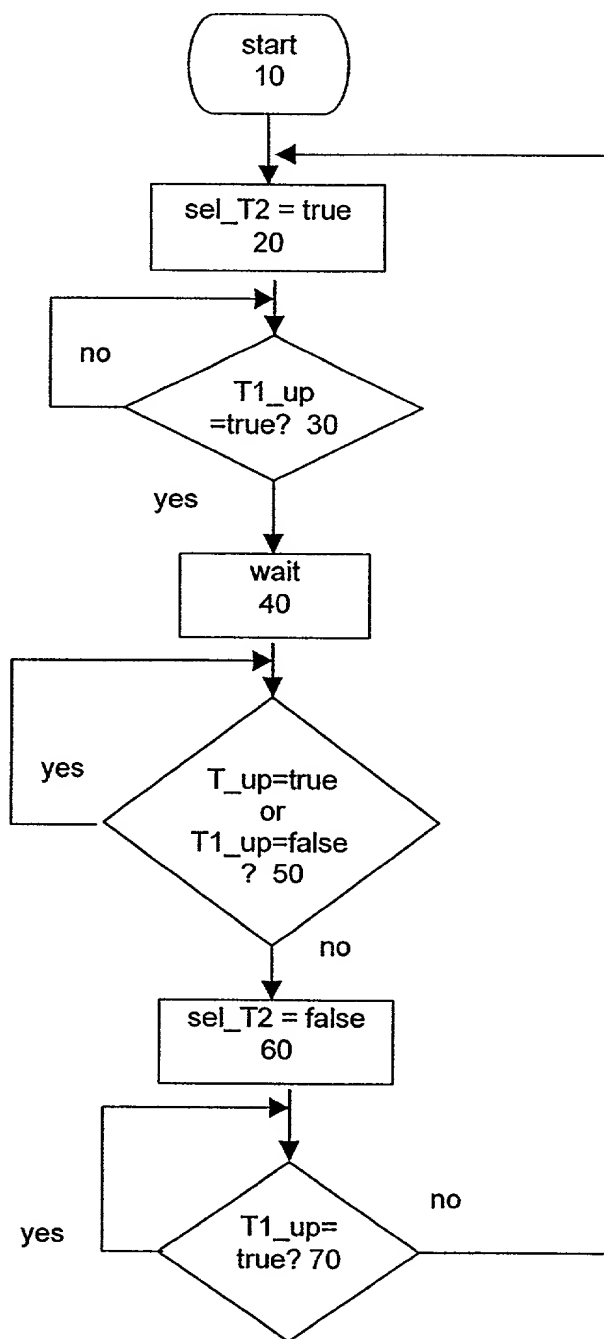 start
10
sel_T2 = true
20
no
T1_up
=true? 30
yes
wait
40
yes
T_up=true
or
T1_up=false
? 50
no
sel_T2 = false
60
no
yes
T1_up=
true? 70